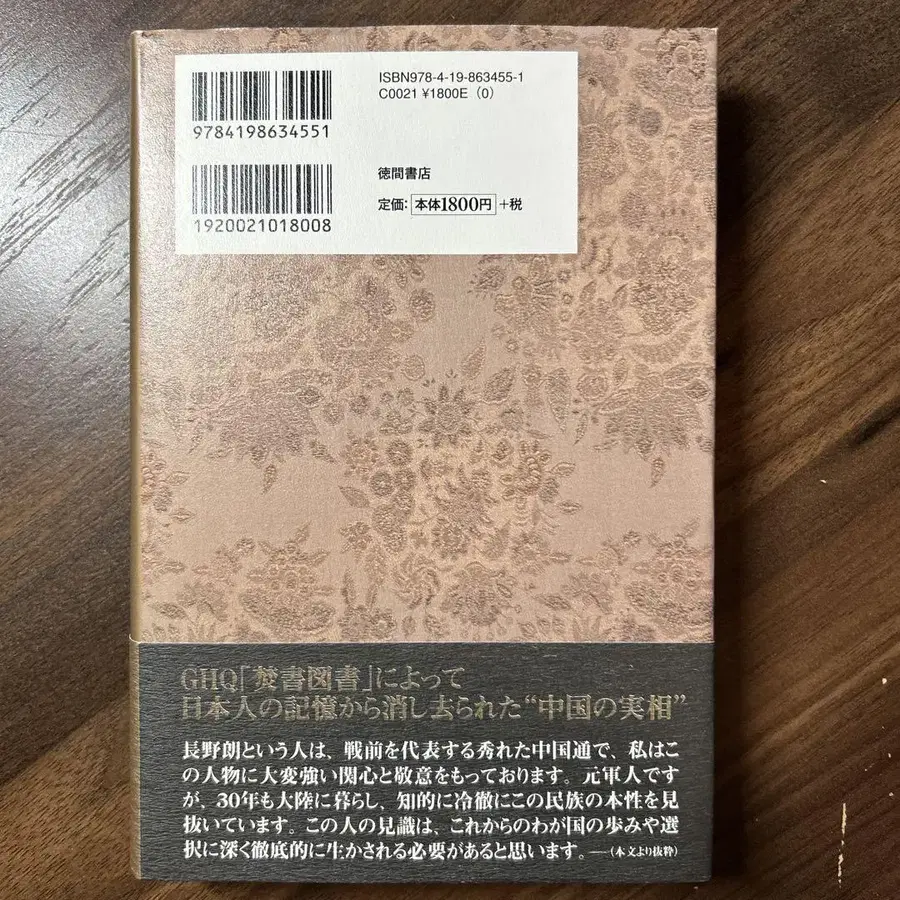 ISBN978-4-19-863455-1
C0021 ¥1800E (0)
9784198634551
徳間書店
定価: 本体1800円 +税
1920021018008
GHQ「焚書図書」によって
日本人の記憶から消し去られた“中国の実相”
長野朗という人は、戦前を代表する秀れた中国通で、私はこ
の人物に大変強い関心と敬意をもっております。元軍人です
が、30年も大陸に暮らし、知的に冷徹にこの民族の本性を見
抜いています。この人の見識は、これからのわが国の歩みや選
択に深く徹底的に生かされる必要があると思います。——(本文より抜粋)